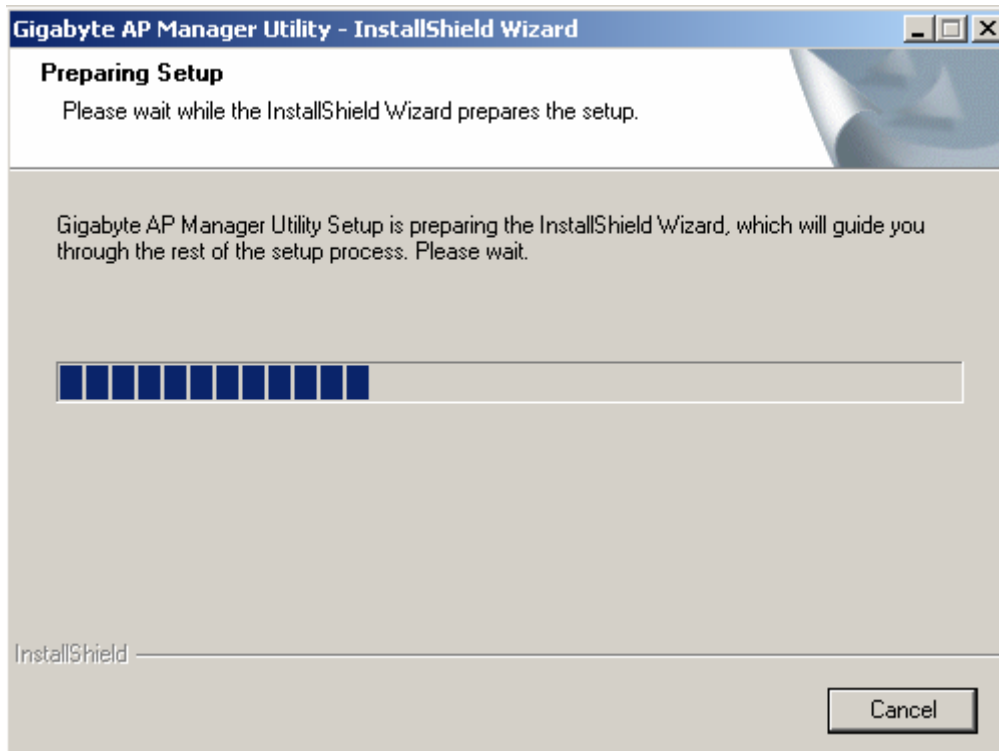 Gigabyte AP Manager Utility - InstallShield Wizard
Preparing Setup
Please wait while the InstallShield Wizard prepares the setup.
Gigabyte AP Manager Utility Setup is preparing the InstallShield Wizard, which will guide you
through the rest of the setup process. Please wait.
InstallShield
Cancel